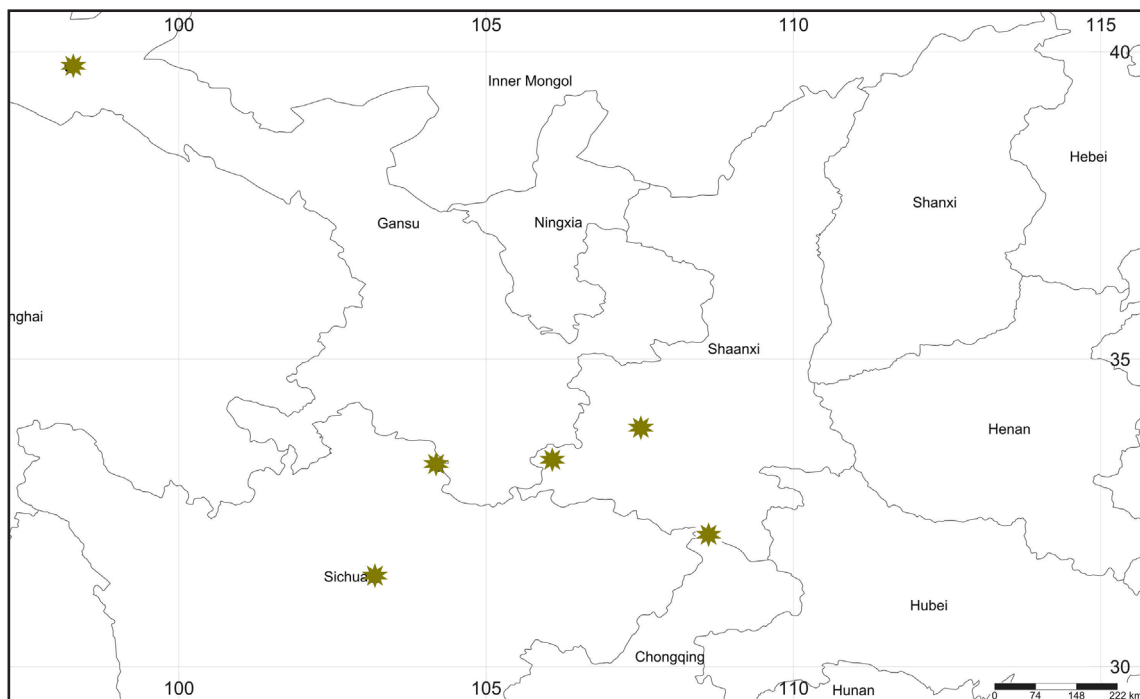 100 105 110 115
40
Inner Mongol
Hebei
Shanxi
Gansu
Ningxia
nghai
Shaanxi
35
Henan
Sichua
Hubei
Chongqing
30
Hunan
100 105 110
0 74 148 222 km